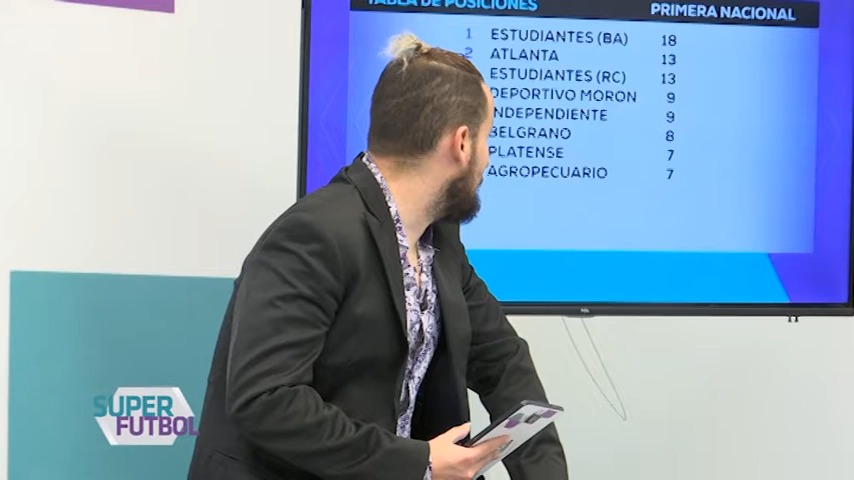 TABLA DE POSICIONES PRIMERA NACIONAL
1 ESTUDIANTES (BA) 18
2 ATLANTA 13
ESTUDIANTES (RC) 13
DEPORTIVO MORON 9
INDEPENDIENTE 9
BELGRANO 8
PLATENSE 7
AGROPECUARIO 7
SUPER
FUTBOL